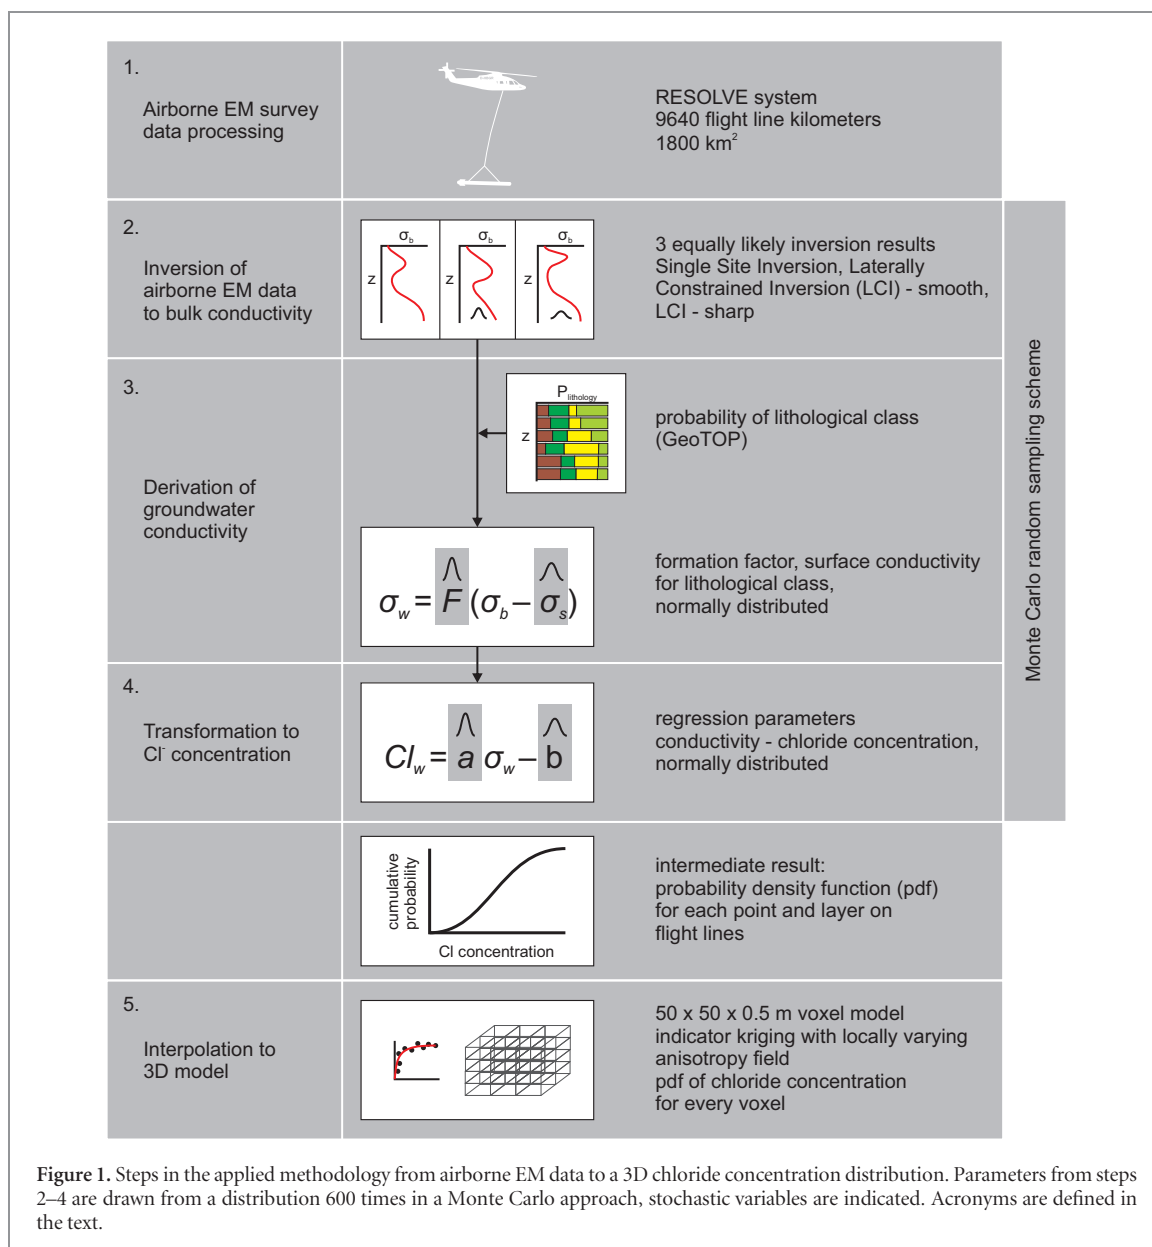 1.
Airborne EM survey
data processing
RESOLVE system
9640 flight line kilometers
1800 km²
2.
Inversion of
airborne EM data
to bulk conductivity
σb
z
σb
z
σb
z
3 equally likely inversion results
Single Site Inversion, Laterally
Constrained Inversion (LCI) - smooth,
LCI - sharp
Monte Carlo random sampling scheme
3.
Derivation of
groundwater
conductivity
Plithology
z
probability of lithological class
(GeoTOP)
σw = F (σb – σs)
formation factor, surface conductivity
for lithological class,
normally distributed
4.
Transformation to
Cl⁻ concentration
Clw = a σw – b
regression parameters
conductivity - chloride concentration,
normally distributed
cumulative
probability
Cl concentration
intermediate result:
probability density function (pdf)
for each point and layer on
flight lines
5.
Interpolation to
3D model
50 x 50 x 0.5 m voxel model
indicator kriging with locally varying
anisotropy field
pdf of chloride concentration
for every voxel
Figure 1. Steps in the applied methodology from airborne EM data to a 3D chloride concentration distribution. Parameters from steps
2–4 are drawn from a distribution 600 times in a Monte Carlo approach, stochastic variables are indicated. Acronyms are defined in
the text.